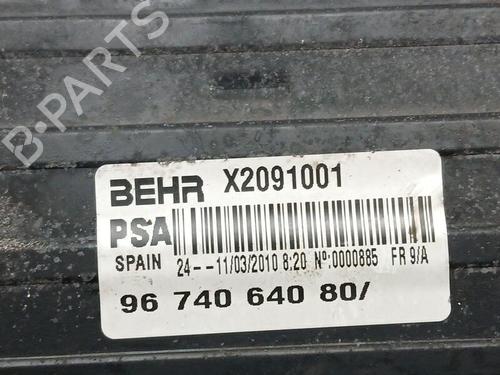 B-PARTS
BEHR X2091001
PSA
SPAIN 24--11/03/2010 8:20 Nº:0000885 FR 9/A
96 740 640 80/